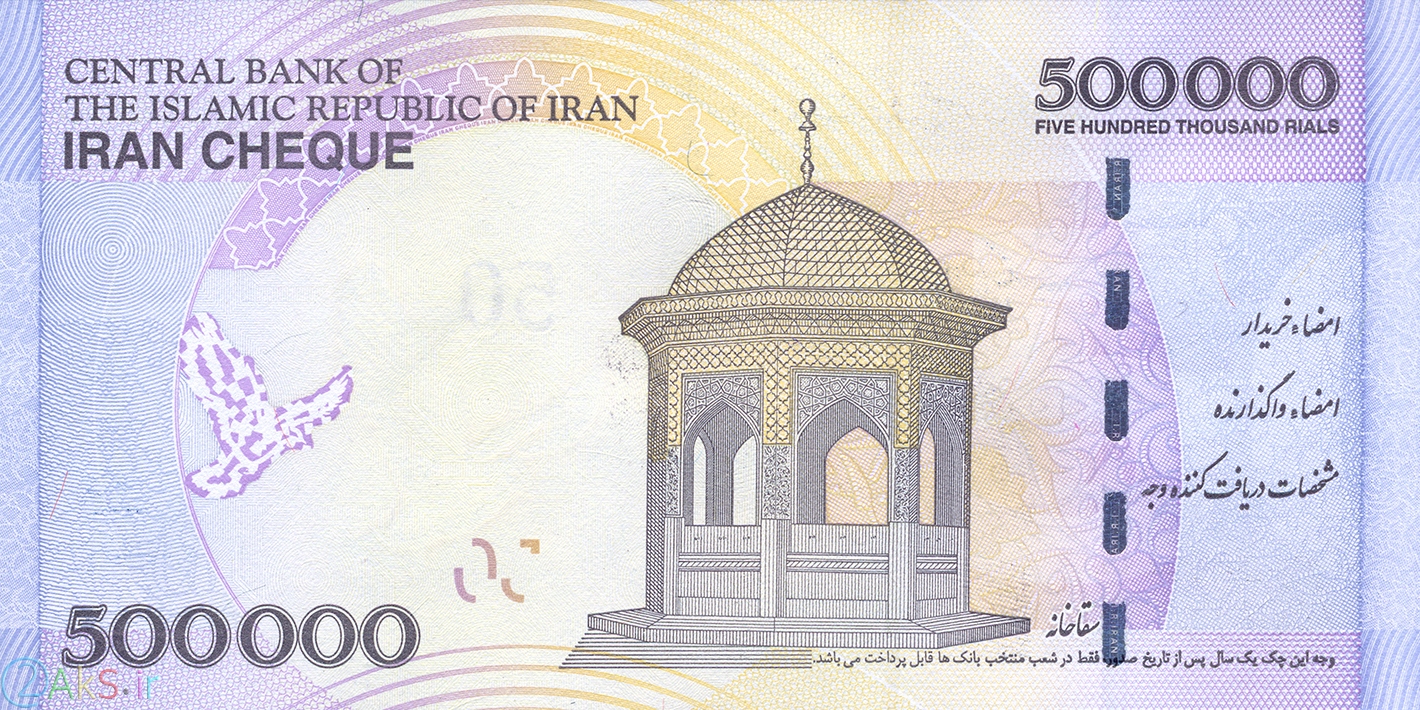 CENTRAL BANK OF
THE ISLAMIC REPUBLIC OF IRAN
IRAN CHEQUE
500000
FIVE HUNDRED THOUSAND RIALS
50
امضاء خریدار
امضاء واگذارنده
مشخصات دریافت کننده وجه
سقاخانه
وجه این چک یک سال پس از تاریخ صدور، فقط در شعب منتخب بانک ها قابل پرداخت می باشد.
500000
2Aks.ir